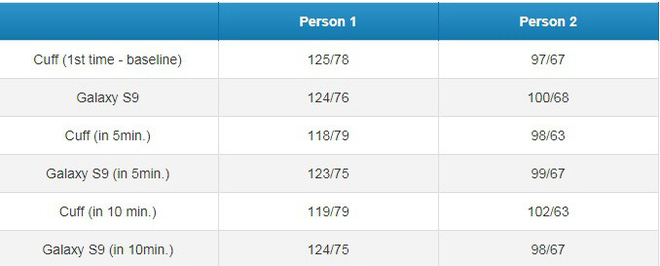 Person 1 Person 2
Cuff (1st time - baseline) 125/78 97/67
Galaxy S9 124/76 100/68
Cuff (in 5min.) 118/79 98/63
Galaxy S9 (in 5min.) 123/75 99/67
Cuff (in 10 min.) 119/79 102/63
Galaxy S9 (in 10min.) 124/75 98/67